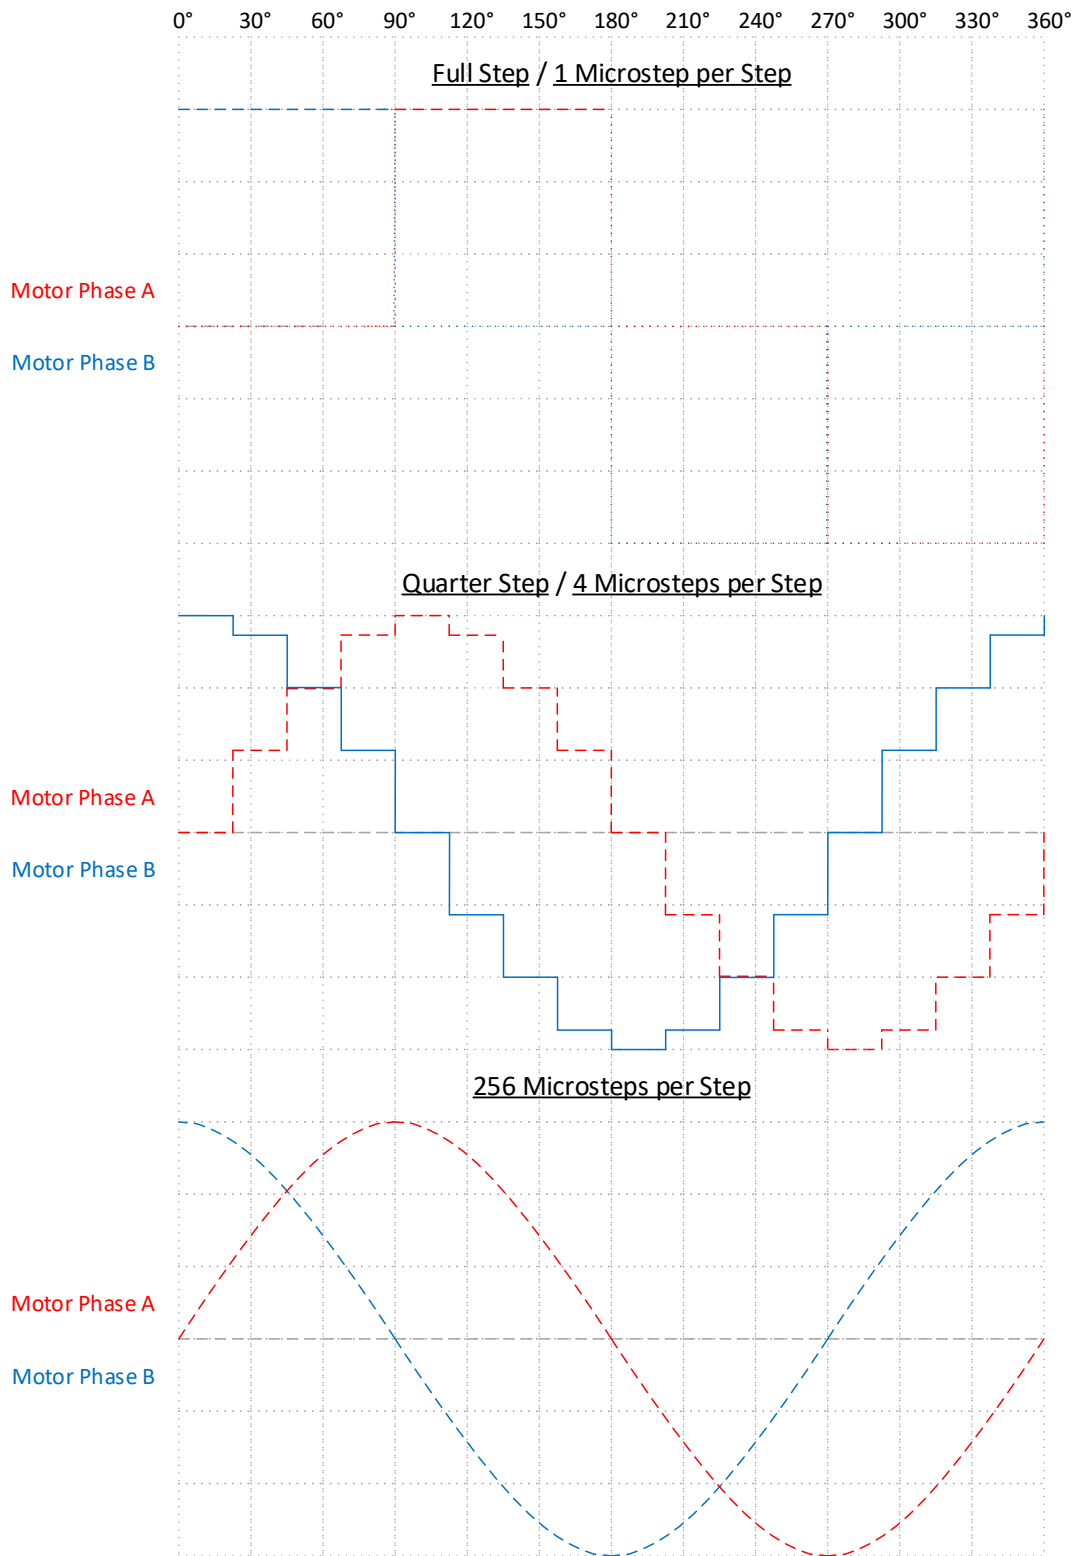 0° 30° 60° 90° 120° 150° 180° 210° 240° 270° 300° 330° 360°
Full Step / 1 Microstep per Step
Motor Phase A
Motor Phase B
Quarter Step / 4 Microsteps per Step
Motor Phase A
Motor Phase B
256 Microsteps per Step
Motor Phase A
Motor Phase B